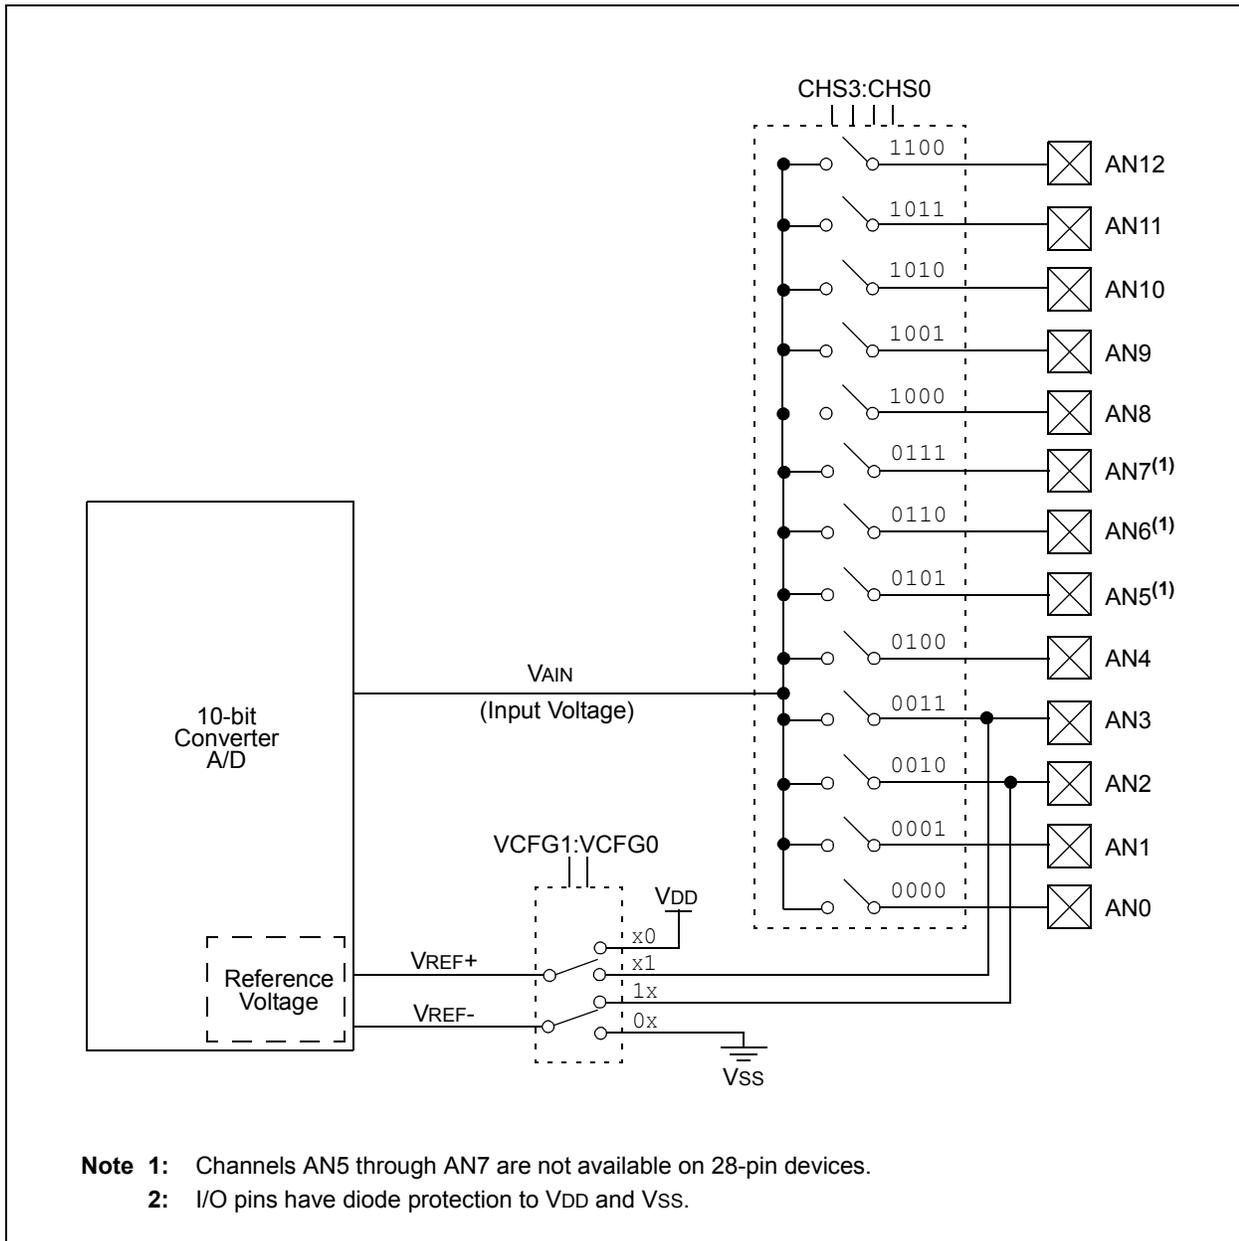 CHS3:CHS0
1100
AN12
1011
AN11
1010
AN10
1001
AN9
1000
AN8
0111
AN7(1)
0110
AN6(1)
0101
AN5(1)
0100
AN4
VAIN
(Input Voltage)
0011
AN3
10-bit
Converter
A/D
0010
AN2
0001
AN1
VCFG1:VCFG0
0000
AN0
VDD
x0
VREF+
x1
Reference
Voltage
1x
VREF-
0x
VSS
Note 1: Channels AN5 through AN7 are not available on 28-pin devices.
2: I/O pins have diode protection to VDD and VSS.